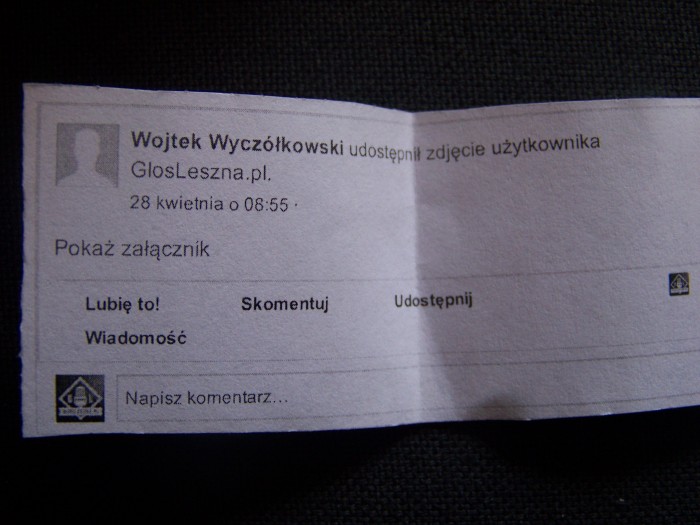 Wojtek Wyczółkowski udostępnił zdjęcie użytkownika
GlosLeszna.pl.
28 kwietnia o 08:55 ·
Pokaż załącznik
Lubię to! Skomentuj Udostępnij
Wiadomość
Napisz komentarz...